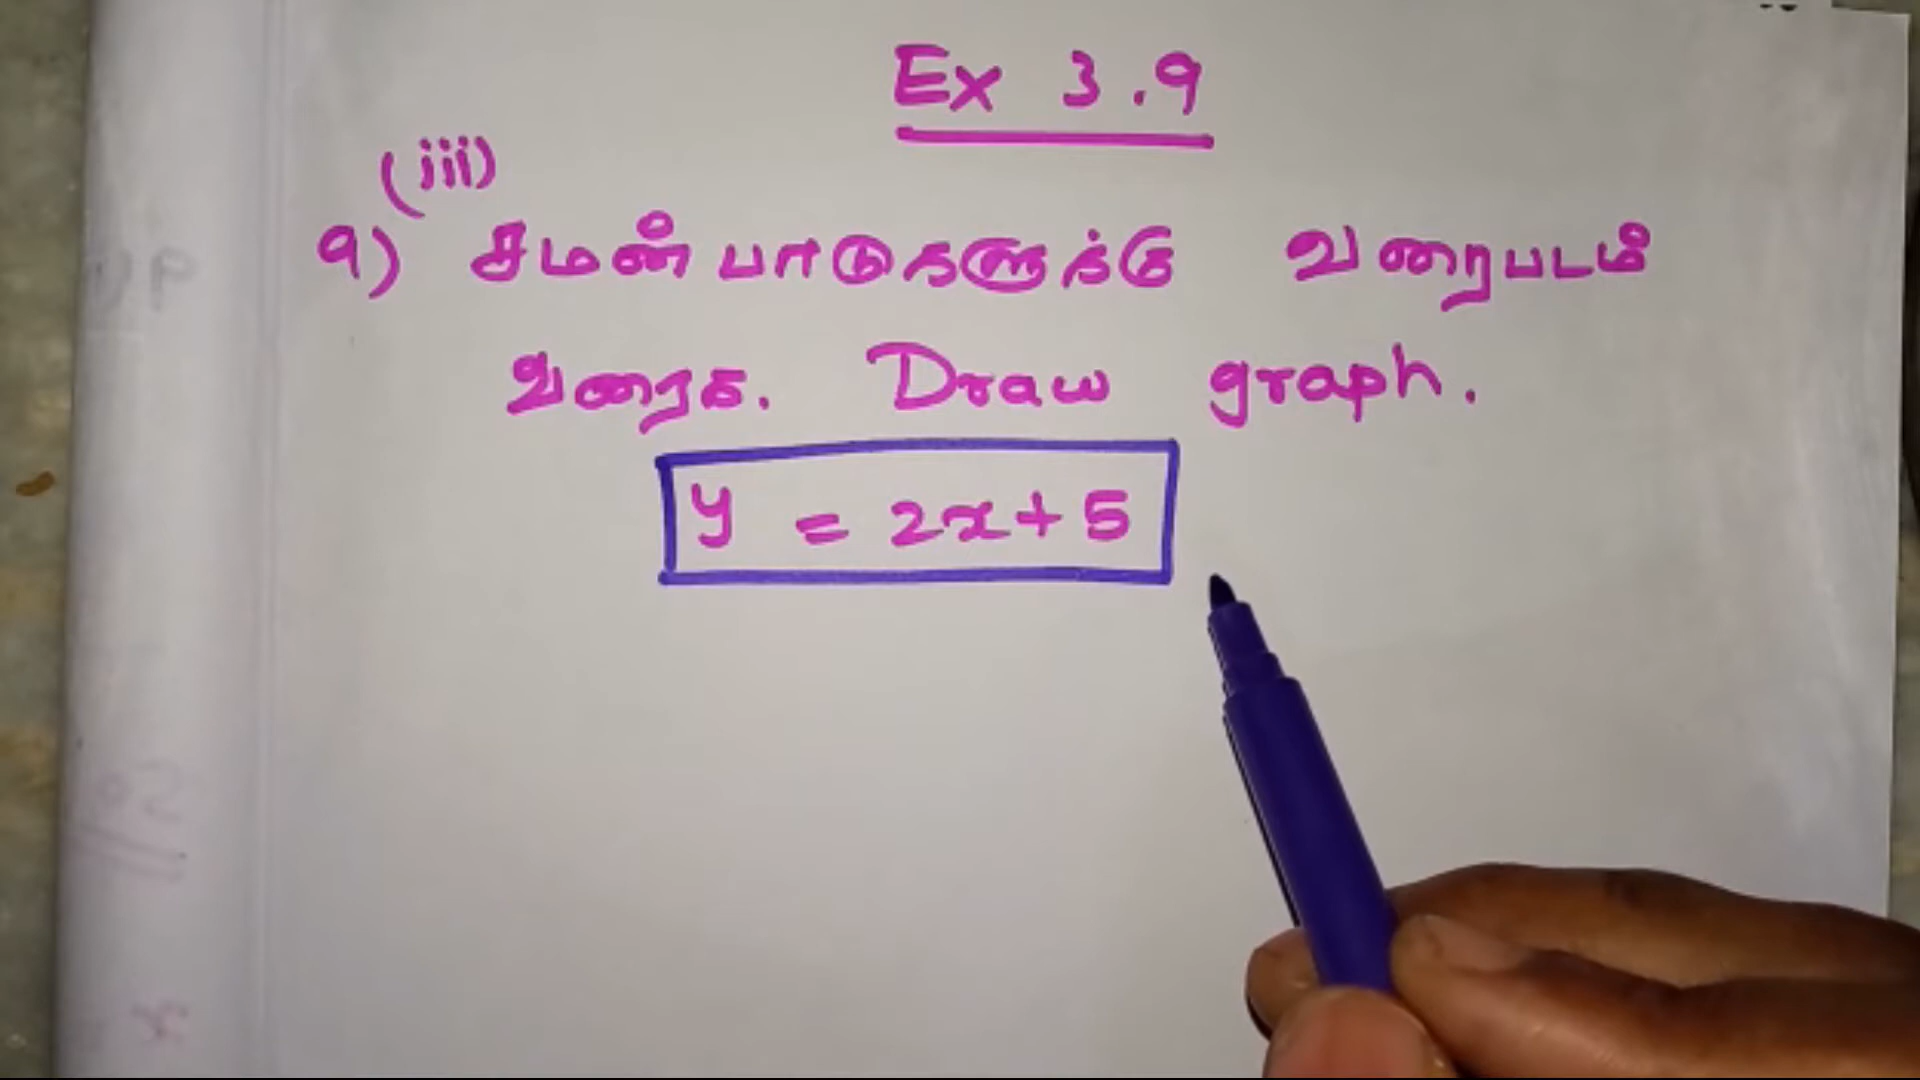 Ex 3.9
(iii)
9) சமன்பாடுகளுக்கு வரைபடம்
வரைக. Draw graph.
y = 2x+5